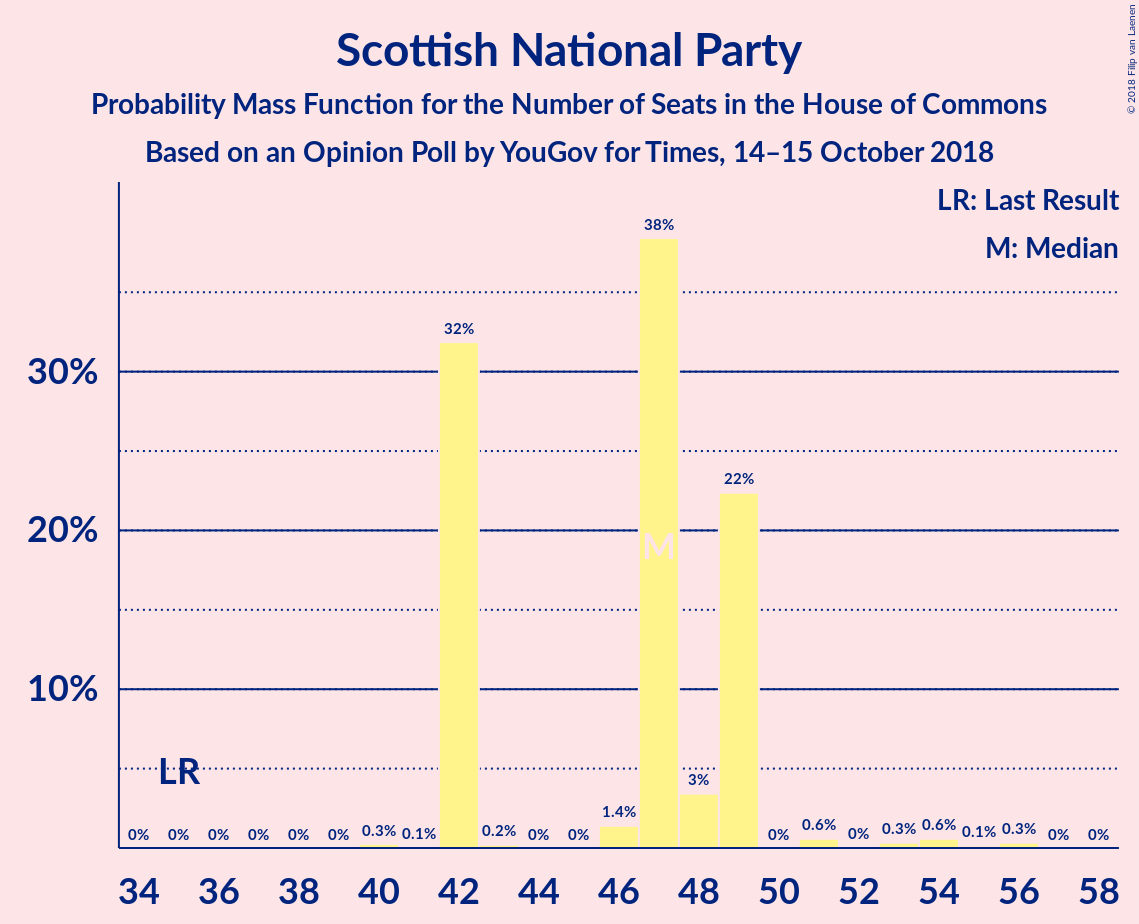 Scottish National Party
Probability Mass Function for the Number of Seats in the House of Commons
Based on an Opinion Poll by YouGov for Times, 14–15 October 2018
© 2018 Filip van Laenen
LR: Last Result
M: Median
38%
32%
30%
22%
20%
M
10%
LR
3%
1.4%
0% 0% 0% 0% 0% 0% 0.3% 0.1% 0.2% 0% 0% 0% 0.6% 0% 0.3% 0.6% 0.1% 0.3% 0% 0%
34 36 38 40 42 44 46 48 50 52 54 56 58